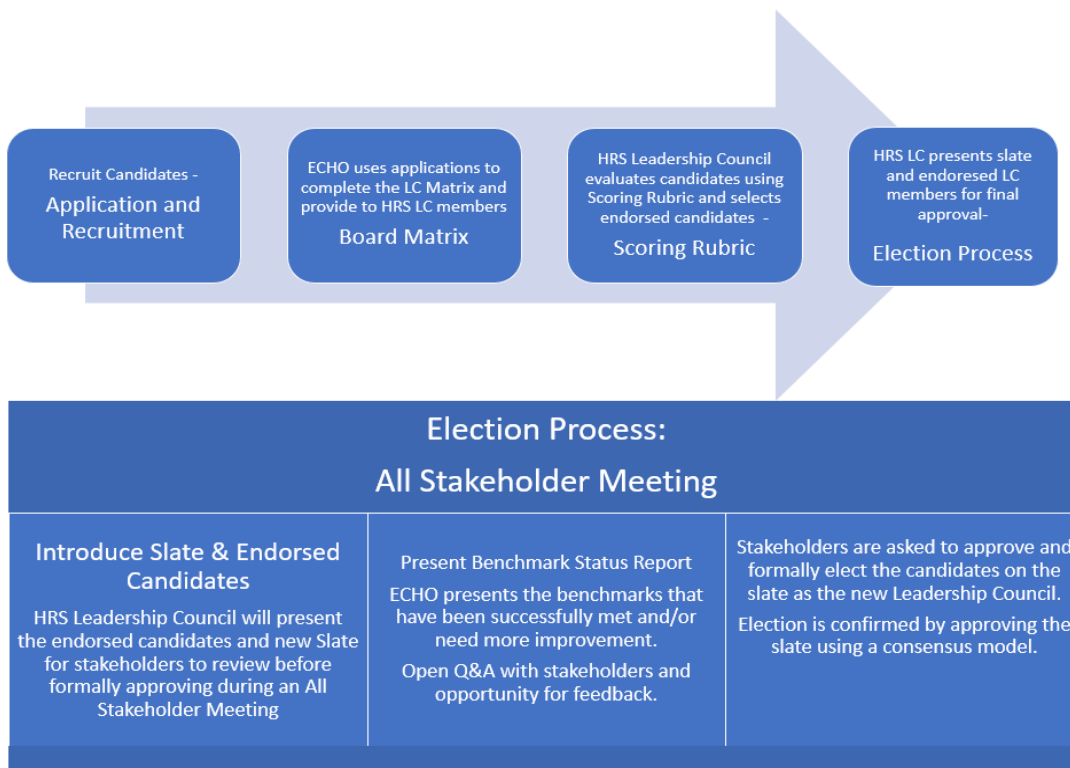 Recruit Candidates -
Application and
Recruitment
ECHO uses applications to
complete the LC Matrix and
provide to HRS LC members
Board Matrix
HRS Leadership Council
evaluates candidates using
Scoring Rubric and selects
endorsed candidates -
Scoring Rubric
HRS LC presents slate
and endoresed LC
members for final
approval-
Election Process
Election Process:
All Stakeholder Meeting
Introduce Slate & Endorsed
Candidates
HRS Leadership Council will present
the endorsed candidates and new Slate
for stakeholders to review before
formally approving during an All
Stakeholder Meeting
Present Benchmark Status Report
ECHO presents the benchmarks that
have been successfully met and/or
need more improvement.
Open Q&A with stakeholders and
opportunity for feedback.
Stakeholders are asked to approve and
formally elect the candidates on the
slate as the new Leadership Council.
Election is confirmed by approving the
slate using a consensus model.